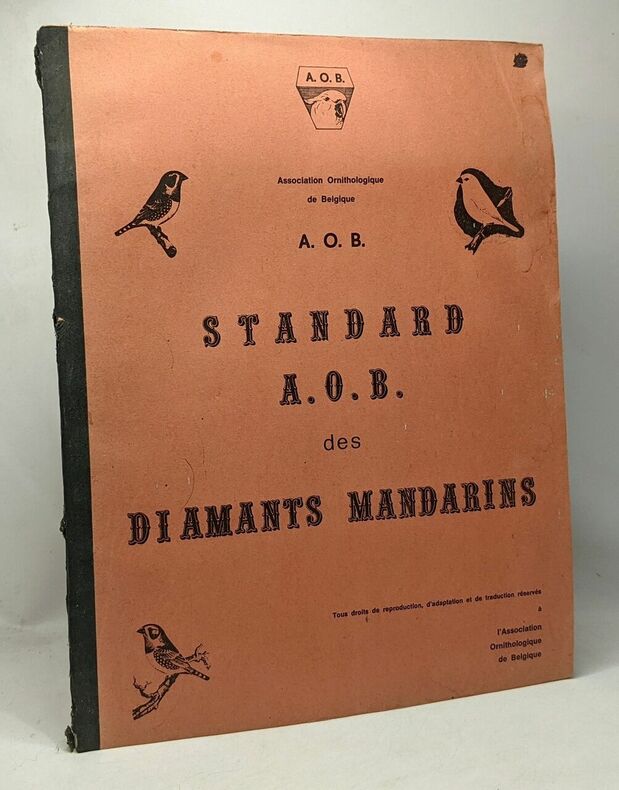 A. O. B.
Association Ornithologique
de Belgique
A. O. B.
STANDARD
A.O.B.
des
DIAMANTS MANDARINS
Tous droits de reproduction, d'adaptation et de traduction réservés
à
l'Association
Ornithologique
de Belgique